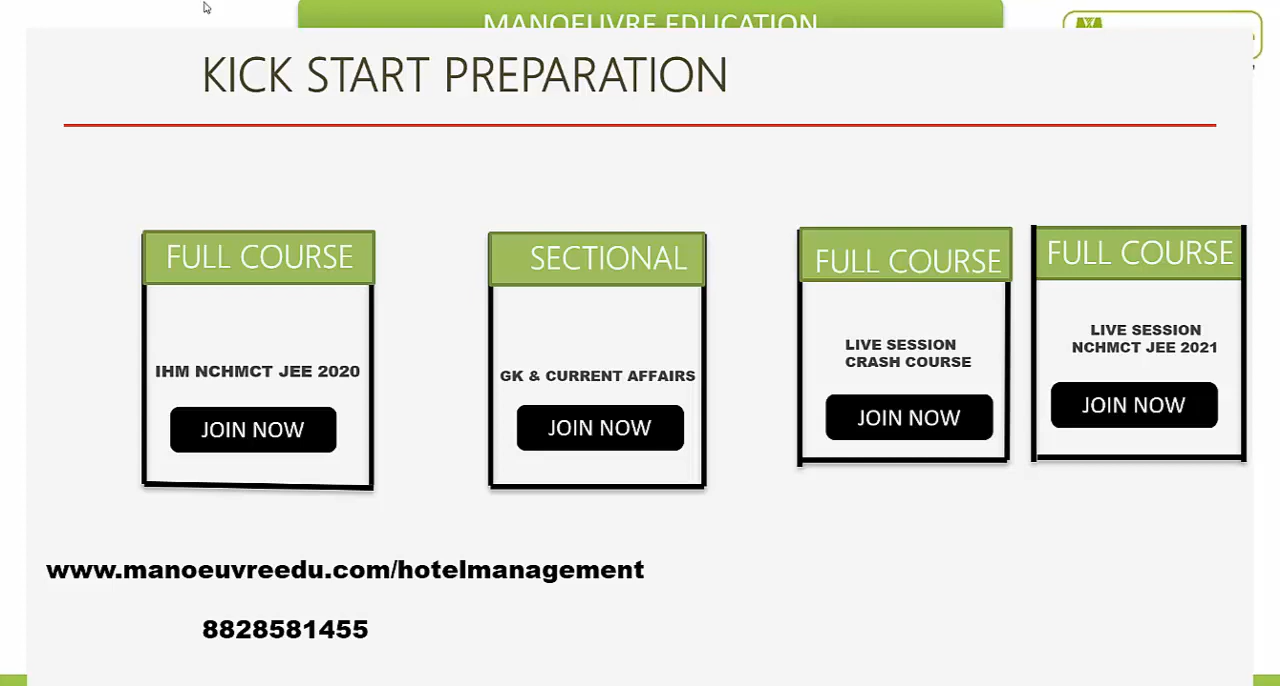 MANOEUVRE EDUCATION
KICK START PREPARATION
FULL COURSE
IHM NCHMCT JEE 2020
JOIN NOW
SECTIONAL
GK & CURRENT AFFAIRS
JOIN NOW
FULL COURSE
LIVE SESSION
CRASH COURSE
JOIN NOW
FULL COURSE
LIVE SESSION
NCHMCT JEE 2021
JOIN NOW
www.manoeuvreedu.com/hotelmanagement
8828581455